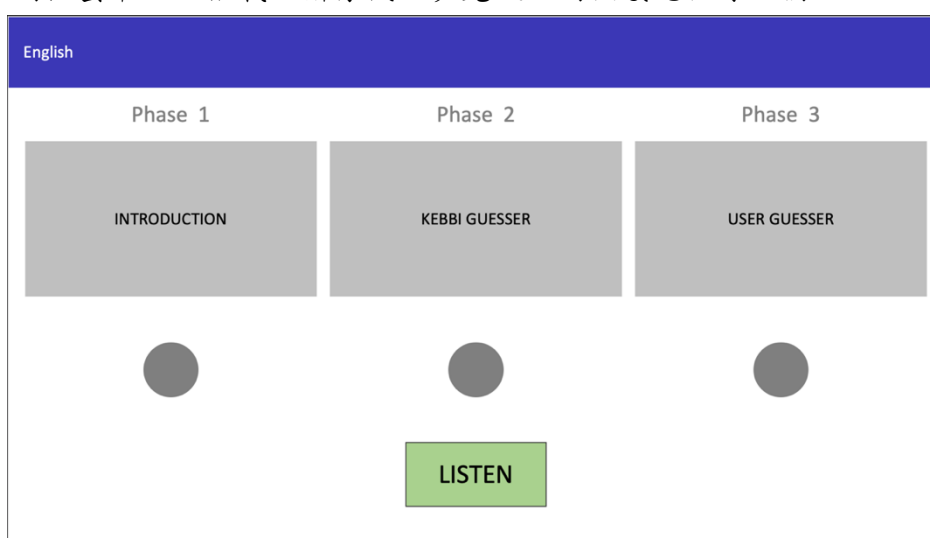 English
Phase 1
Phase 2
Phase 3
INTRODUCTION
KEBBI GUESSER
USER GUESSER
LISTEN